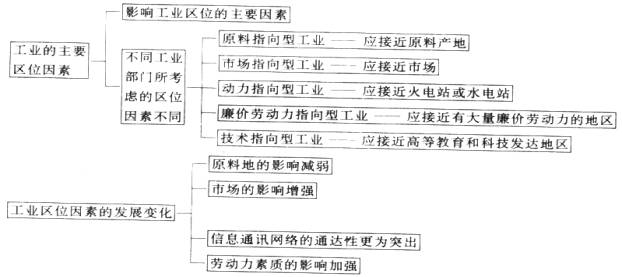 影响工业区位的主要因素
工业的主要
区位因素
不同工业
部门所考
虑的区位
因素不同
原料指向型工业 —— 应接近原料产地
市场指向型工业 —— 应接近市场
动力指向型工业 —— 应接近火电站或水电站
廉价劳动力指向型工业 —— 应接近有大量廉价劳动力的地区
技术指向型工业 —— 应接近高等教育和科技发达地区
工业区位因素的发展变化
原料地的影响减弱
市场的影响增强
信息通讯网络的通达性更为突出
劳动力素质的影响加强